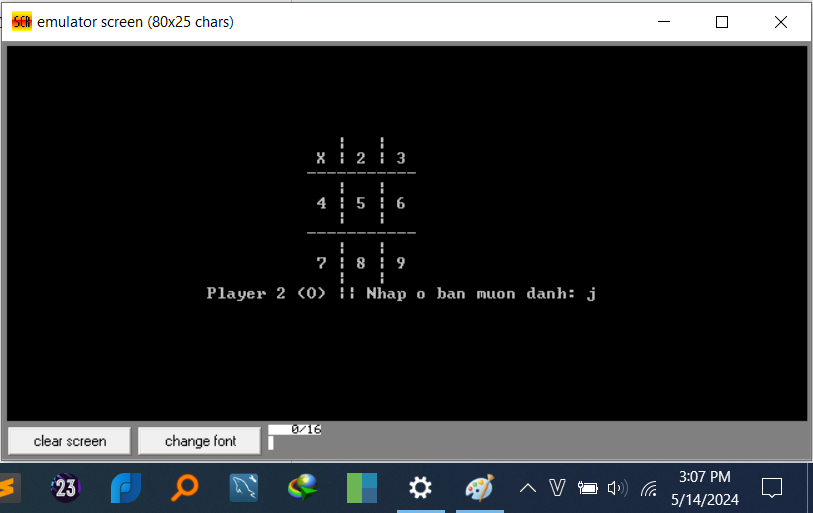 SCR emulator screen (80x25 chars)
X ¦ 2 ¦ 3
-----------
4 ¦ 5 ¦ 6
-----------
7 ¦ 8 ¦ 9
Player 2 (O) ¦¦ Nhap o ban muon danh: j
0/16
clear screen change font
23 3:07 PM
5/14/2024